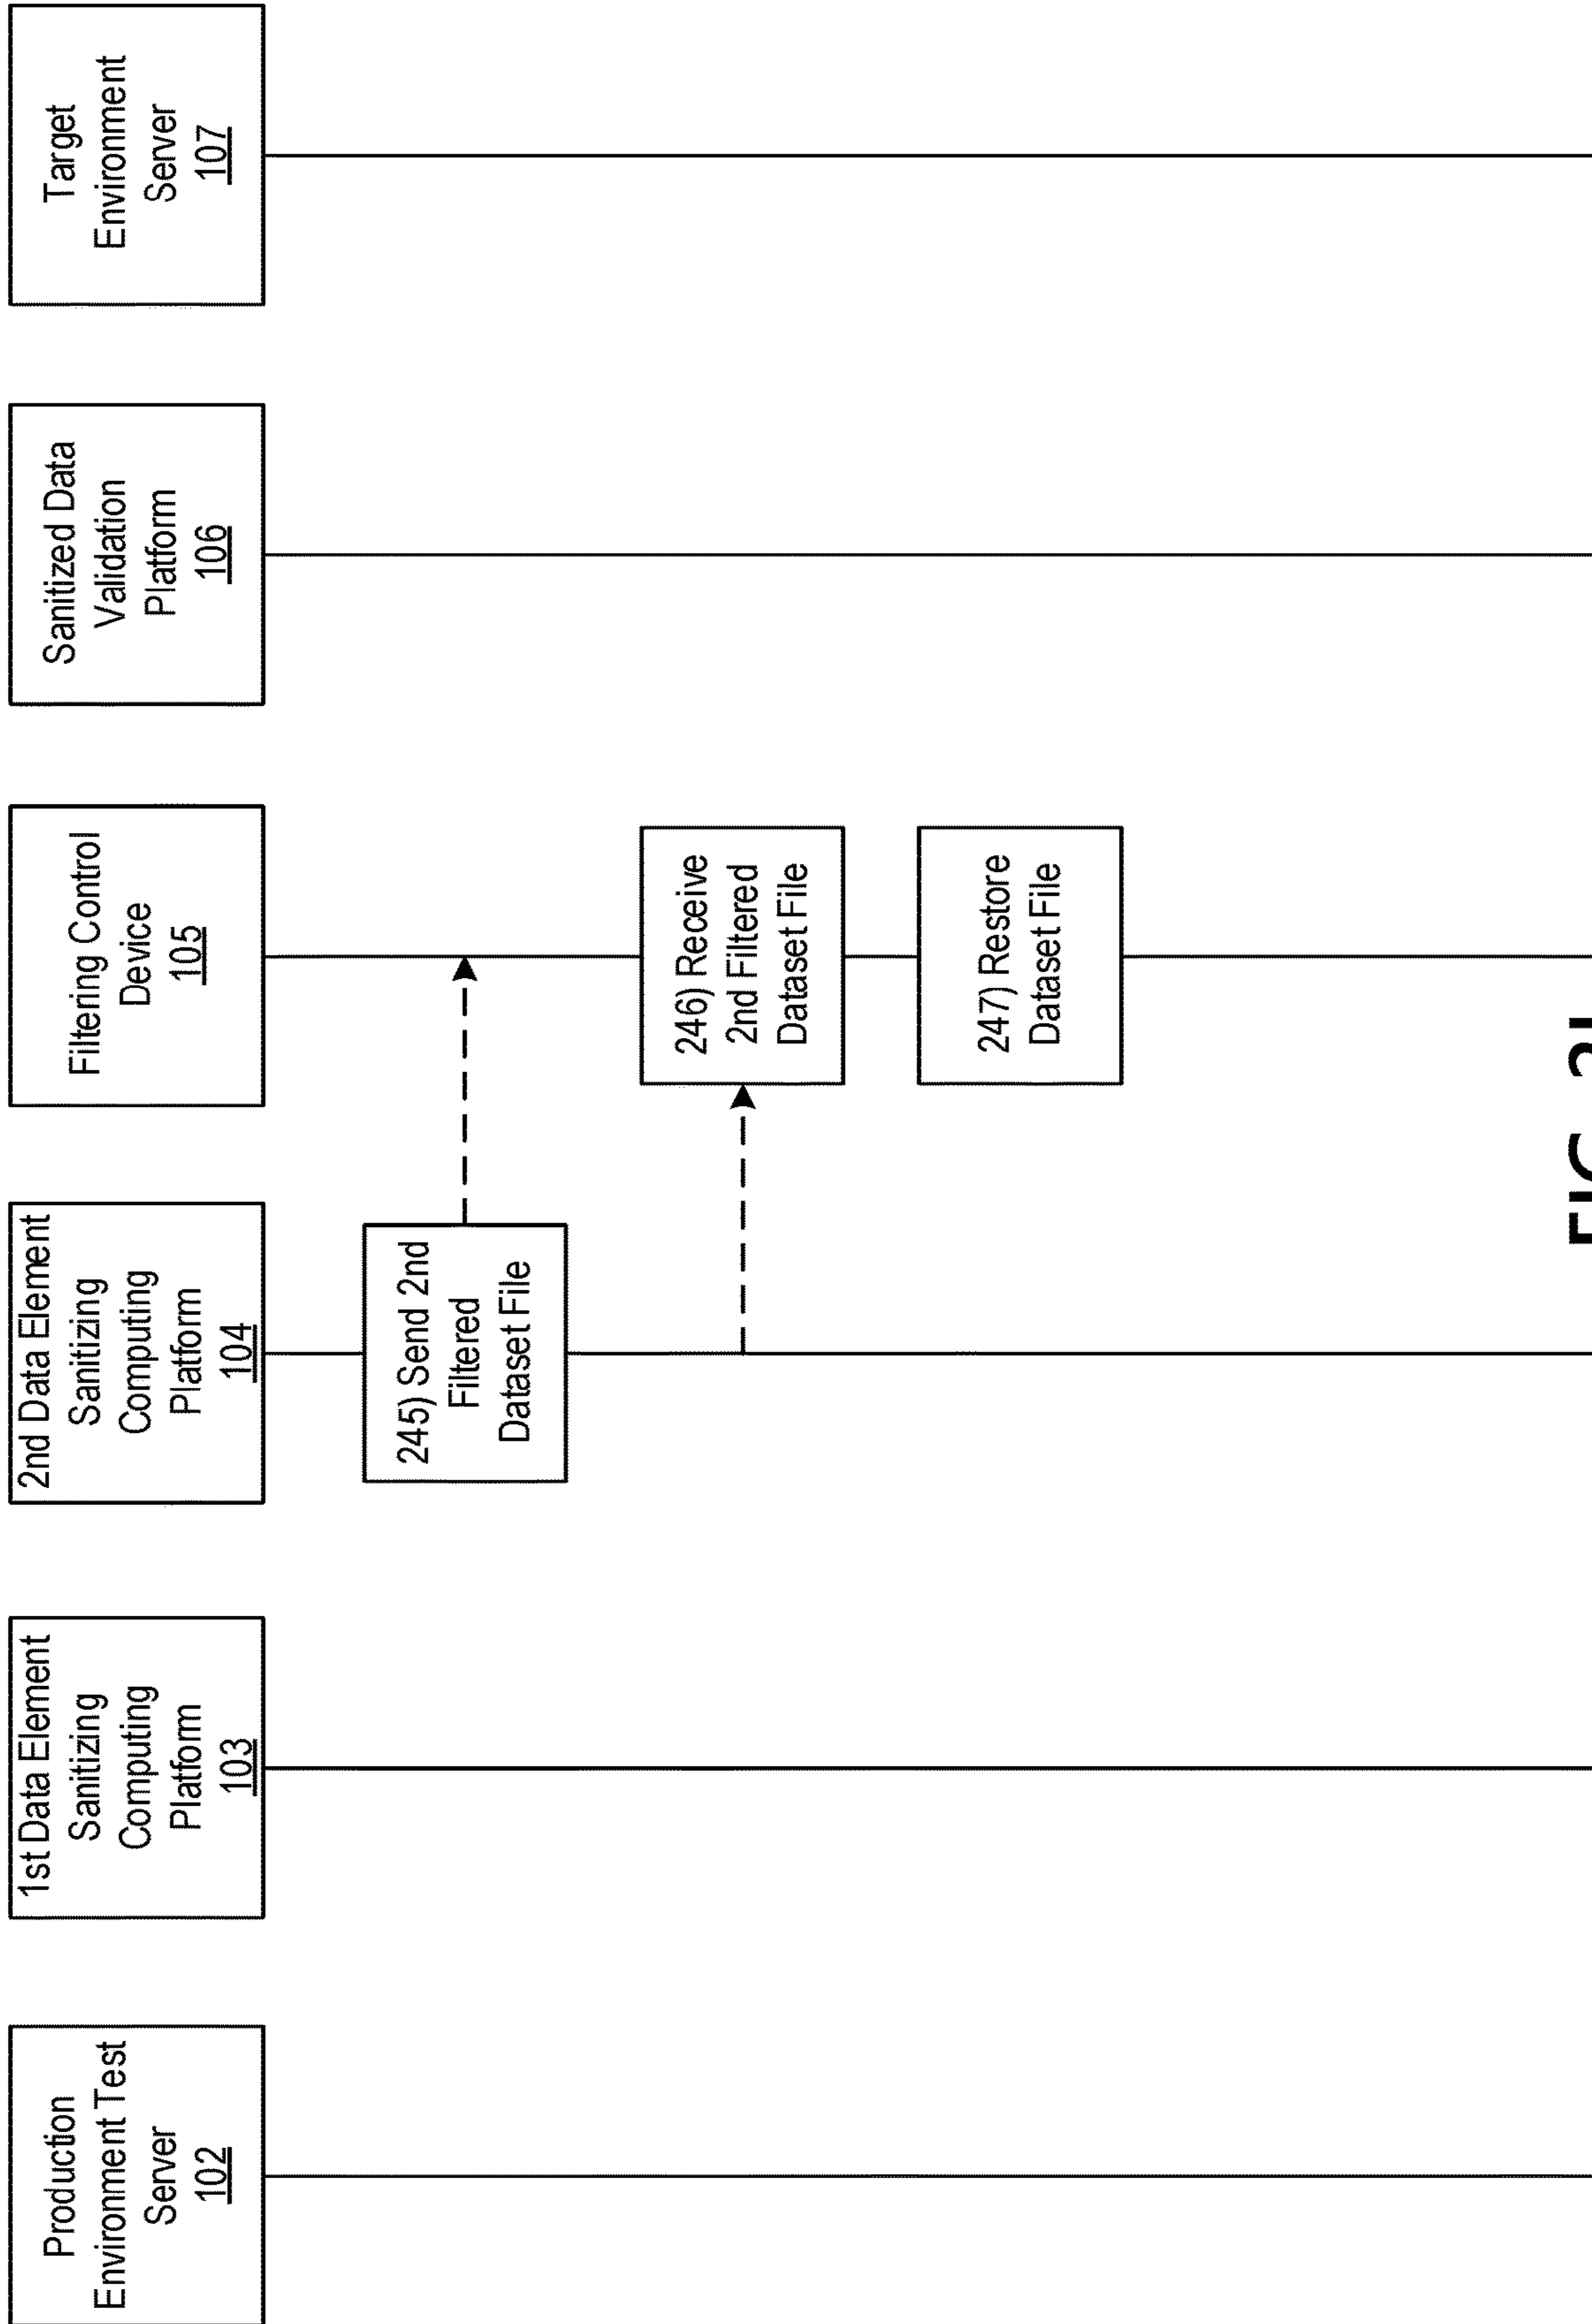 Production
Environment Test
Server
102
1st Data Element
Sanitizing
Computing
Platform
103
2nd Data Element
Sanitizing
Computing
Platform
104
Filtering Control
Device
105
Sanitized Data
Validation
Platform
106
Target
Environment
Server
107
245) Send 2nd
Filtered
Dataset File
246) Receive
2nd Filtered
Dataset File
247) Restore
Dataset File
FIG.